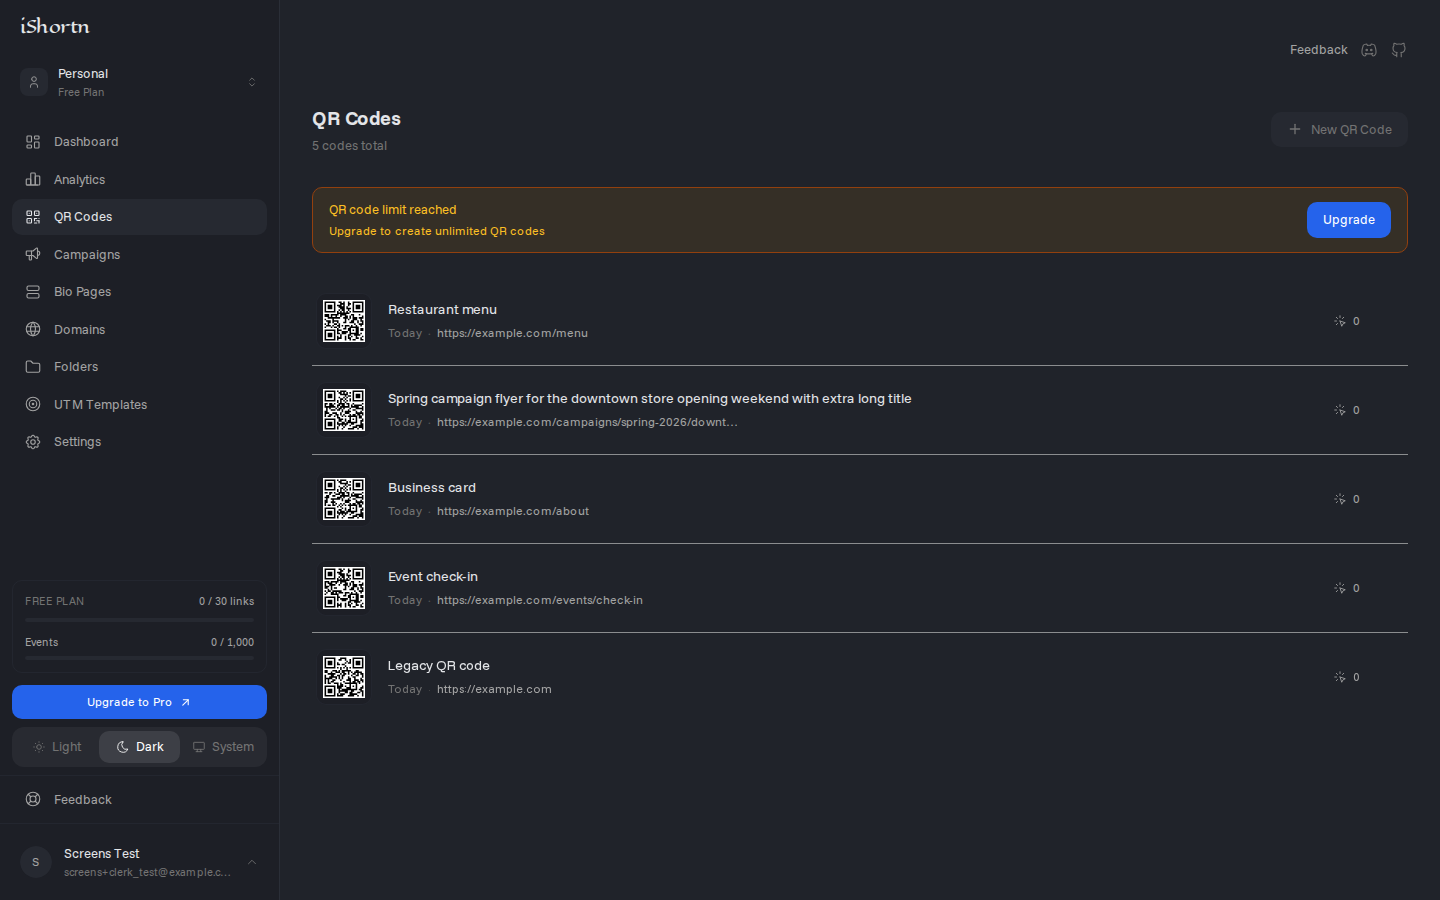 iShortn
Personal
Free Plan
Dashboard
Analytics
QR Codes
Campaigns
Bio Pages
Domains
Folders
UTM Templates
Settings
FREE PLAN 0 / 30 links
Events 0 / 1,000
Upgrade to Pro
Light Dark System
Feedback
S
Screens Test
screens+clerk_test@example.c...
Feedback
QR Codes
5 codes total
New QR Code
QR code limit reached
Upgrade to create unlimited QR codes
Upgrade
Restaurant menu
Today · https://example.com/menu
0
Spring campaign flyer for the downtown store opening weekend with extra long title
Today · https://example.com/campaigns/spring-2026/downt...
0
Business card
Today · https://example.com/about
0
Event check-in
Today · https://example.com/events/check-in
0
Legacy QR code
Today · https://example.com
0